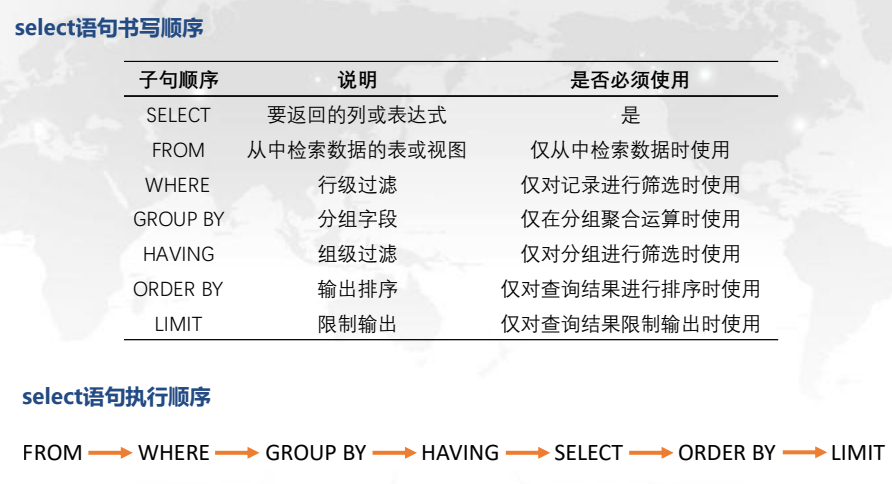 select语句书写顺序
子句顺序 说明 是否必须使用
SELECT 要返回的列或表达式 是
FROM 从中检索数据的表或视图 仅从中检索数据时使用
WHERE 行级过滤 仅对记录进行筛选时使用
GROUP BY 分组字段 仅在分组聚合运算时使用
HAVING 组级过滤 仅对分组进行筛选时使用
ORDER BY 输出排序 仅对查询结果进行排序时使用
LIMIT 限制输出 仅对查询结果限制输出时使用
select语句执行顺序
FROM → WHERE → GROUP BY → HAVING → SELECT → ORDER BY → LIMIT